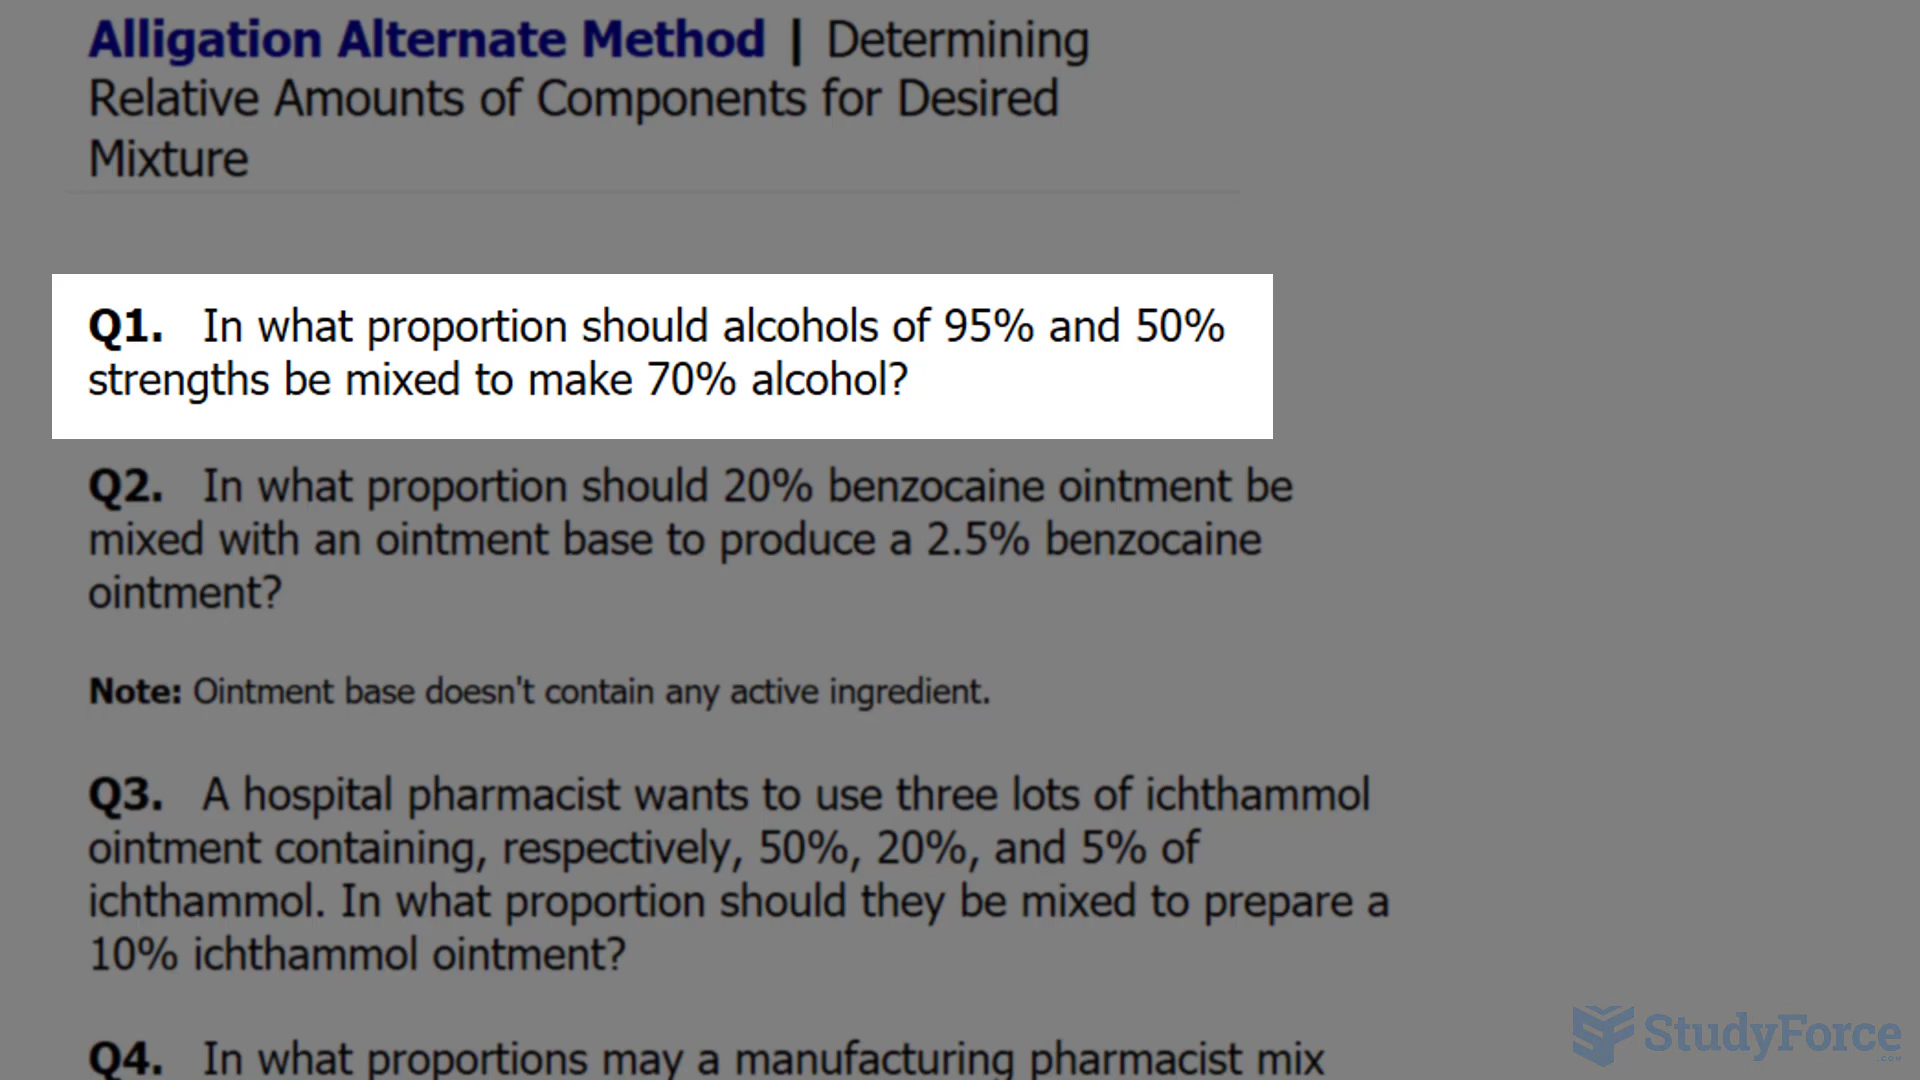 Alligation Alternate Method | Determining
Relative Amounts of Components for Desired
Mixture
Q1. In what proportion should alcohols of 95% and 50%
strengths be mixed to make 70% alcohol?
Q2. In what proportion should 20% benzocaine ointment be
mixed with an ointment base to produce a 2.5% benzocaine
ointment?
Note: Ointment base doesn't contain any active ingredient.
Q3. A hospital pharmacist wants to use three lots of ichthammol
ointment containing, respectively, 50%, 20%, and 5% of
ichthammol. In what proportion should they be mixed to prepare a
10% ichthammol ointment?
Q4. In what proportions may a manufacturing pharmacist mix
StudyForce
.COM